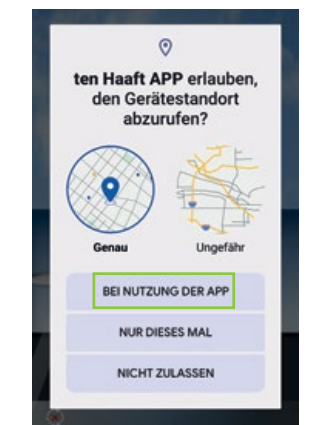 ten Haaft APP erlauben,
den Gerätestandort
abzurufen?
Genau Ungefähr
BEI NUTZUNG DER APP
NUR DIESES MAL
NICHT ZULASSEN